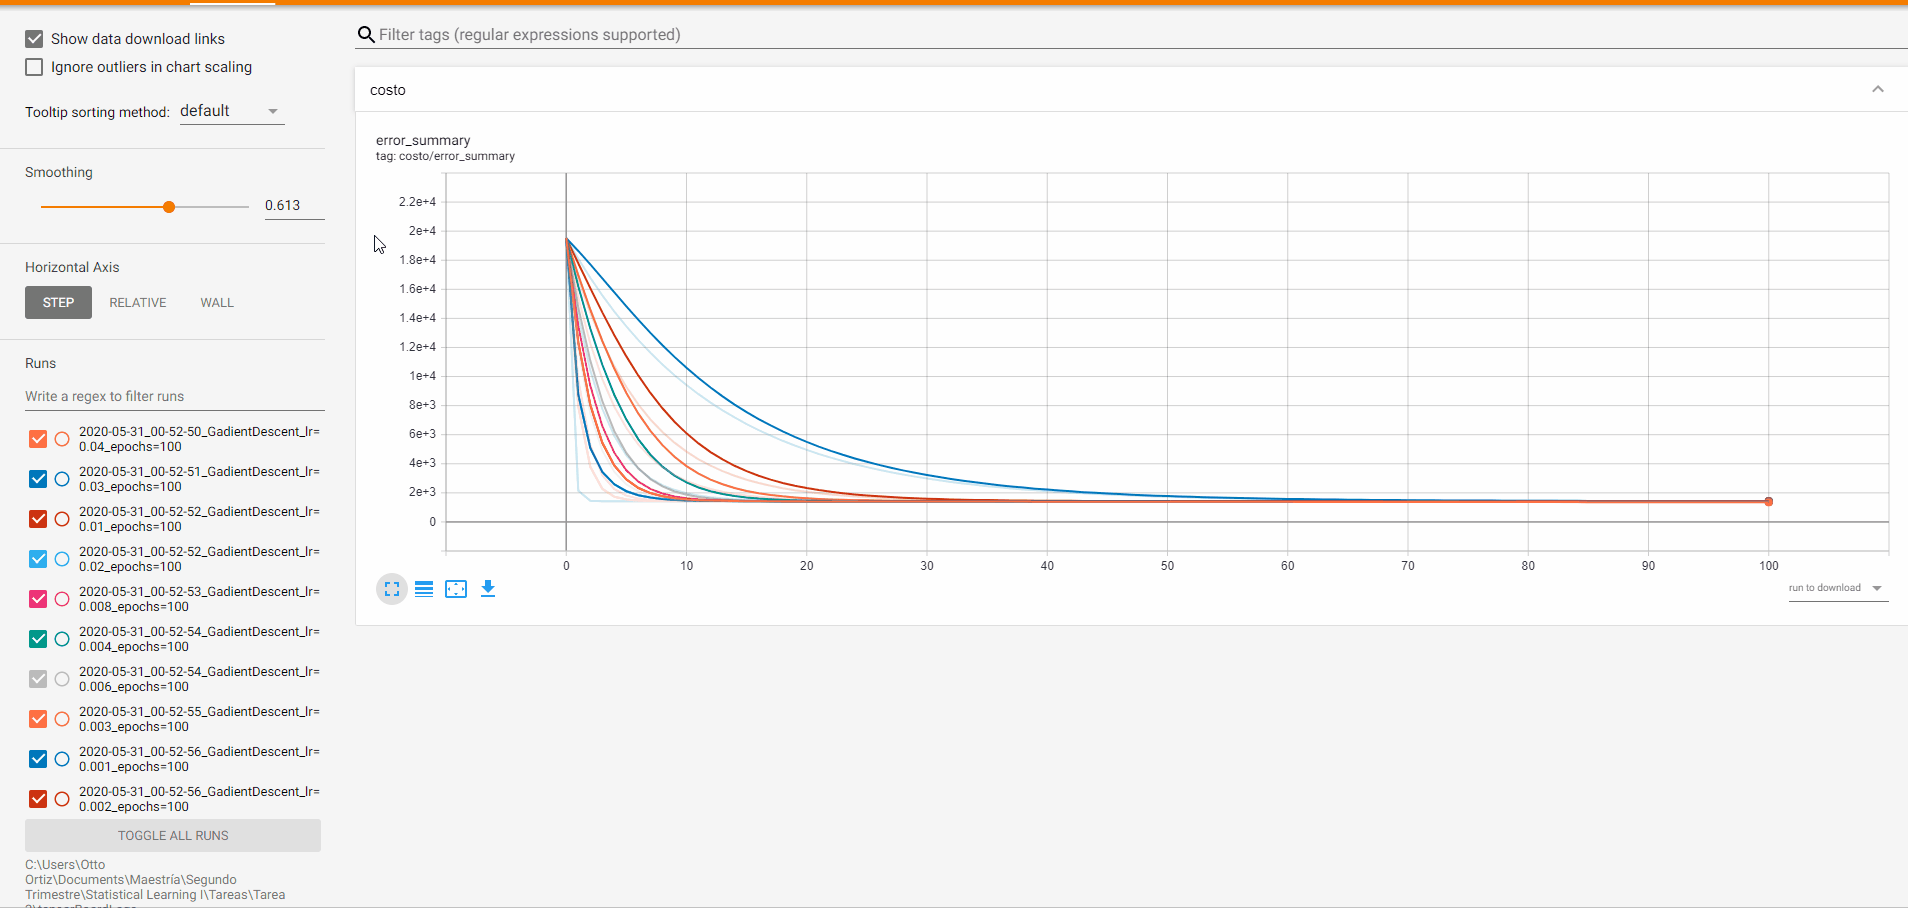 Show data download links
Ignore outliers in chart scaling
Tooltip sorting method: default
Smoothing
0.613
Horizontal Axis
STEP RELATIVE WALL
Runs
Write a regex to filter runs
2020-05-31_00-52-50_GadientDescent_lr=
0.04_epochs=100
2020-05-31_00-52-51_GadientDescent_lr=
0.03_epochs=100
2020-05-31_00-52-52_GadientDescent_lr=
0.01_epochs=100
2020-05-31_00-52-52_GadientDescent_lr=
0.02_epochs=100
2020-05-31_00-52-53_GadientDescent_lr=
0.008_epochs=100
2020-05-31_00-52-54_GadientDescent_lr=
0.004_epochs=100
2020-05-31_00-52-54_GadientDescent_lr=
0.006_epochs=100
2020-05-31_00-52-55_GadientDescent_lr=
0.003_epochs=100
2020-05-31_00-52-56_GadientDescent_lr=
0.001_epochs=100
2020-05-31_00-52-56_GadientDescent_lr=
0.002_epochs=100
TOGGLE ALL RUNS
C:\Users\Otto
Ortiz\Documents\Maestría\Segundo
Trimestre\Statistical Learning I\Tareas\Tarea
Filter tags (regular expressions supported)
costo
error_summary
tag: costo/error_summary
2.2e+4
2e+4
1.8e+4
1.6e+4
1.4e+4
1.2e+4
1e+4
8e+3
6e+3
4e+3
2e+3
0
0 10 20 30 40 50 60 70 80 90 100
run to download